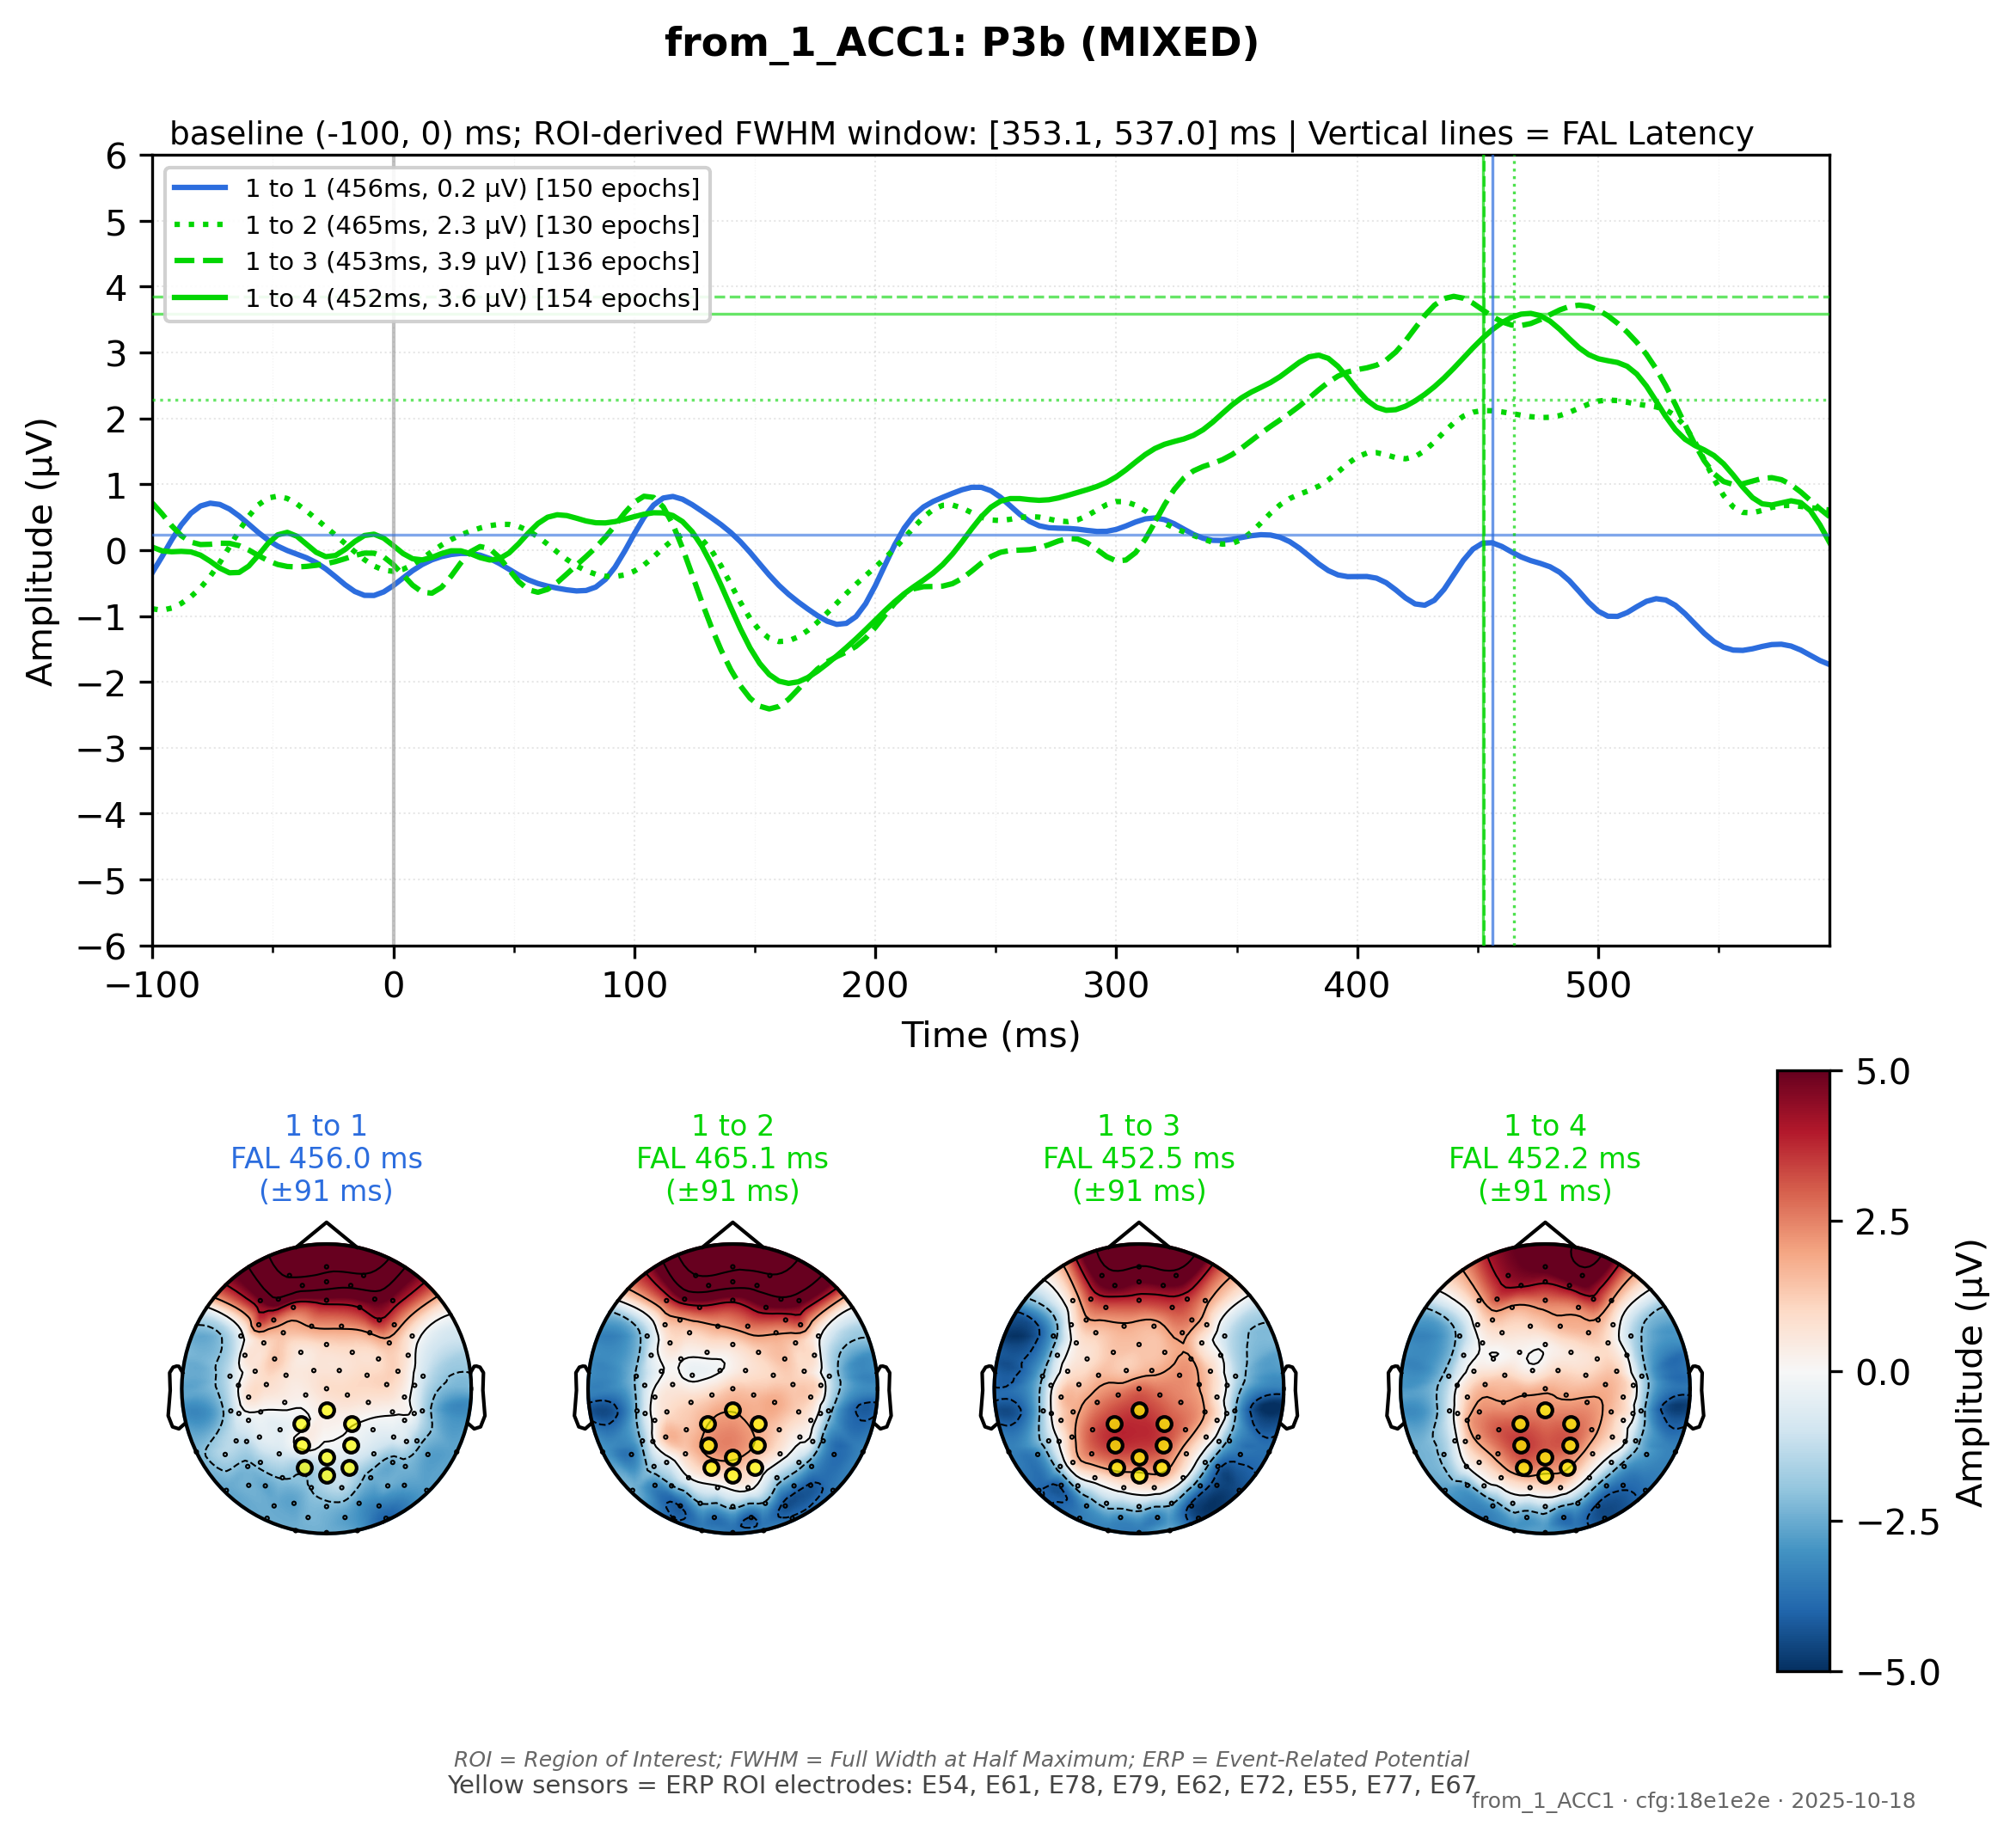 from_1_ACC1: P3b (MIXED)
baseline (-100, 0) ms; ROI-derived FWHM window: [353.1, 537.0] ms | Vertical lines = FAL Latency
1 to 1 (456ms, 0.2 µV) [150 epochs]
1 to 2 (465ms, 2.3 µV) [130 epochs]
1 to 3 (453ms, 3.9 µV) [136 epochs]
1 to 4 (452ms, 3.6 µV) [154 epochs]
Amplitude (µV)
6
5
4
3
2
1
0
−1
−2
−3
−4
−5
−6
−100 0 100 200 300 400 500
Time (ms)
1 to 1
FAL 456.0 ms
(±91 ms)
1 to 2
FAL 465.1 ms
(±91 ms)
1 to 3
FAL 452.5 ms
(±91 ms)
1 to 4
FAL 452.2 ms
(±91 ms)
5.0
2.5
0.0
−2.5
−5.0
Amplitude (µV)
ROI = Region of Interest; FWHM = Full Width at Half Maximum; ERP = Event-Related Potential
Yellow sensors = ERP ROI electrodes: E54, E61, E78, E79, E62, E72, E55, E77, E67
from_1_ACC1 · cfg:18e1e2e · 2025-10-18